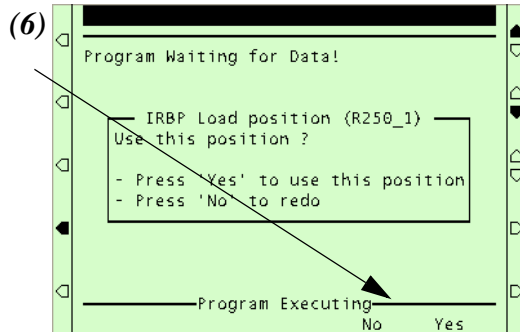 (6)
Program Waiting for Data!
IRBP Load position (R250_1)
Use this position ?
- Press 'Yes' to use this position
- Press 'No' to redo
Program Executing
No Yes